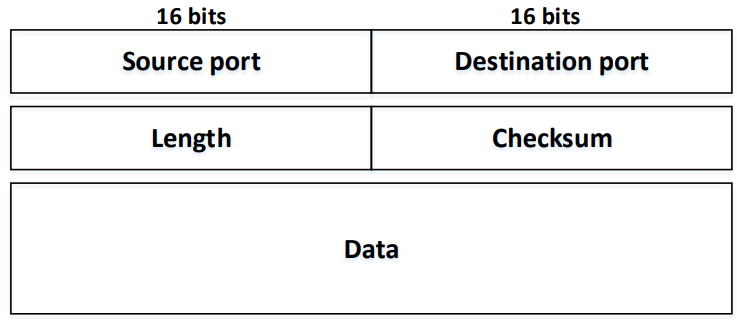 16 bits 16 bits
Source port Destination port
Length Checksum
Data